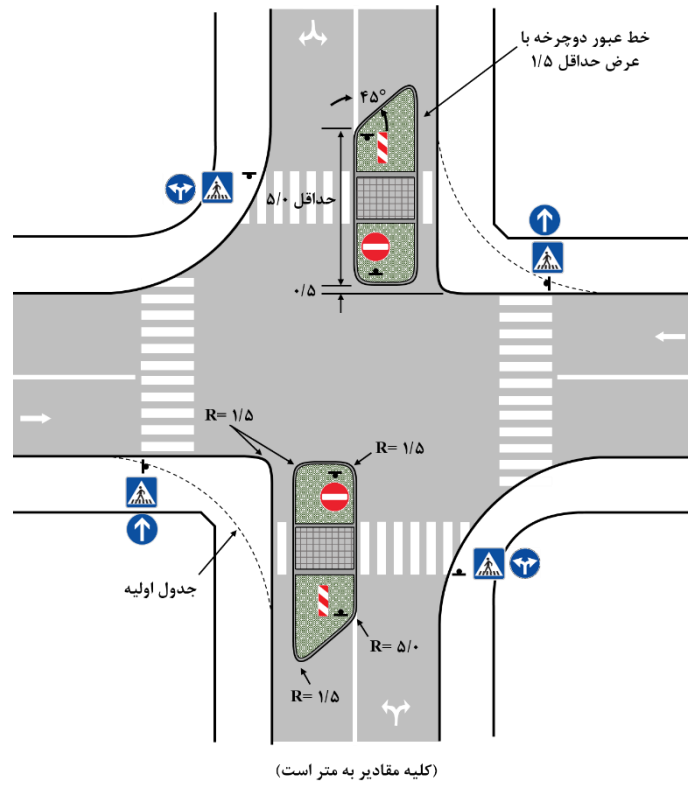 خط عبور دوچرخه با
عرض حداقل ۱/۵
۴۵°
حداقل ۵/۰
۰/۵
R= ۱/۵
R= ۱/۵
جدول اولیه
R= ۵/۰
R= ۱/۵
(کلیه مقادیر به متر است)